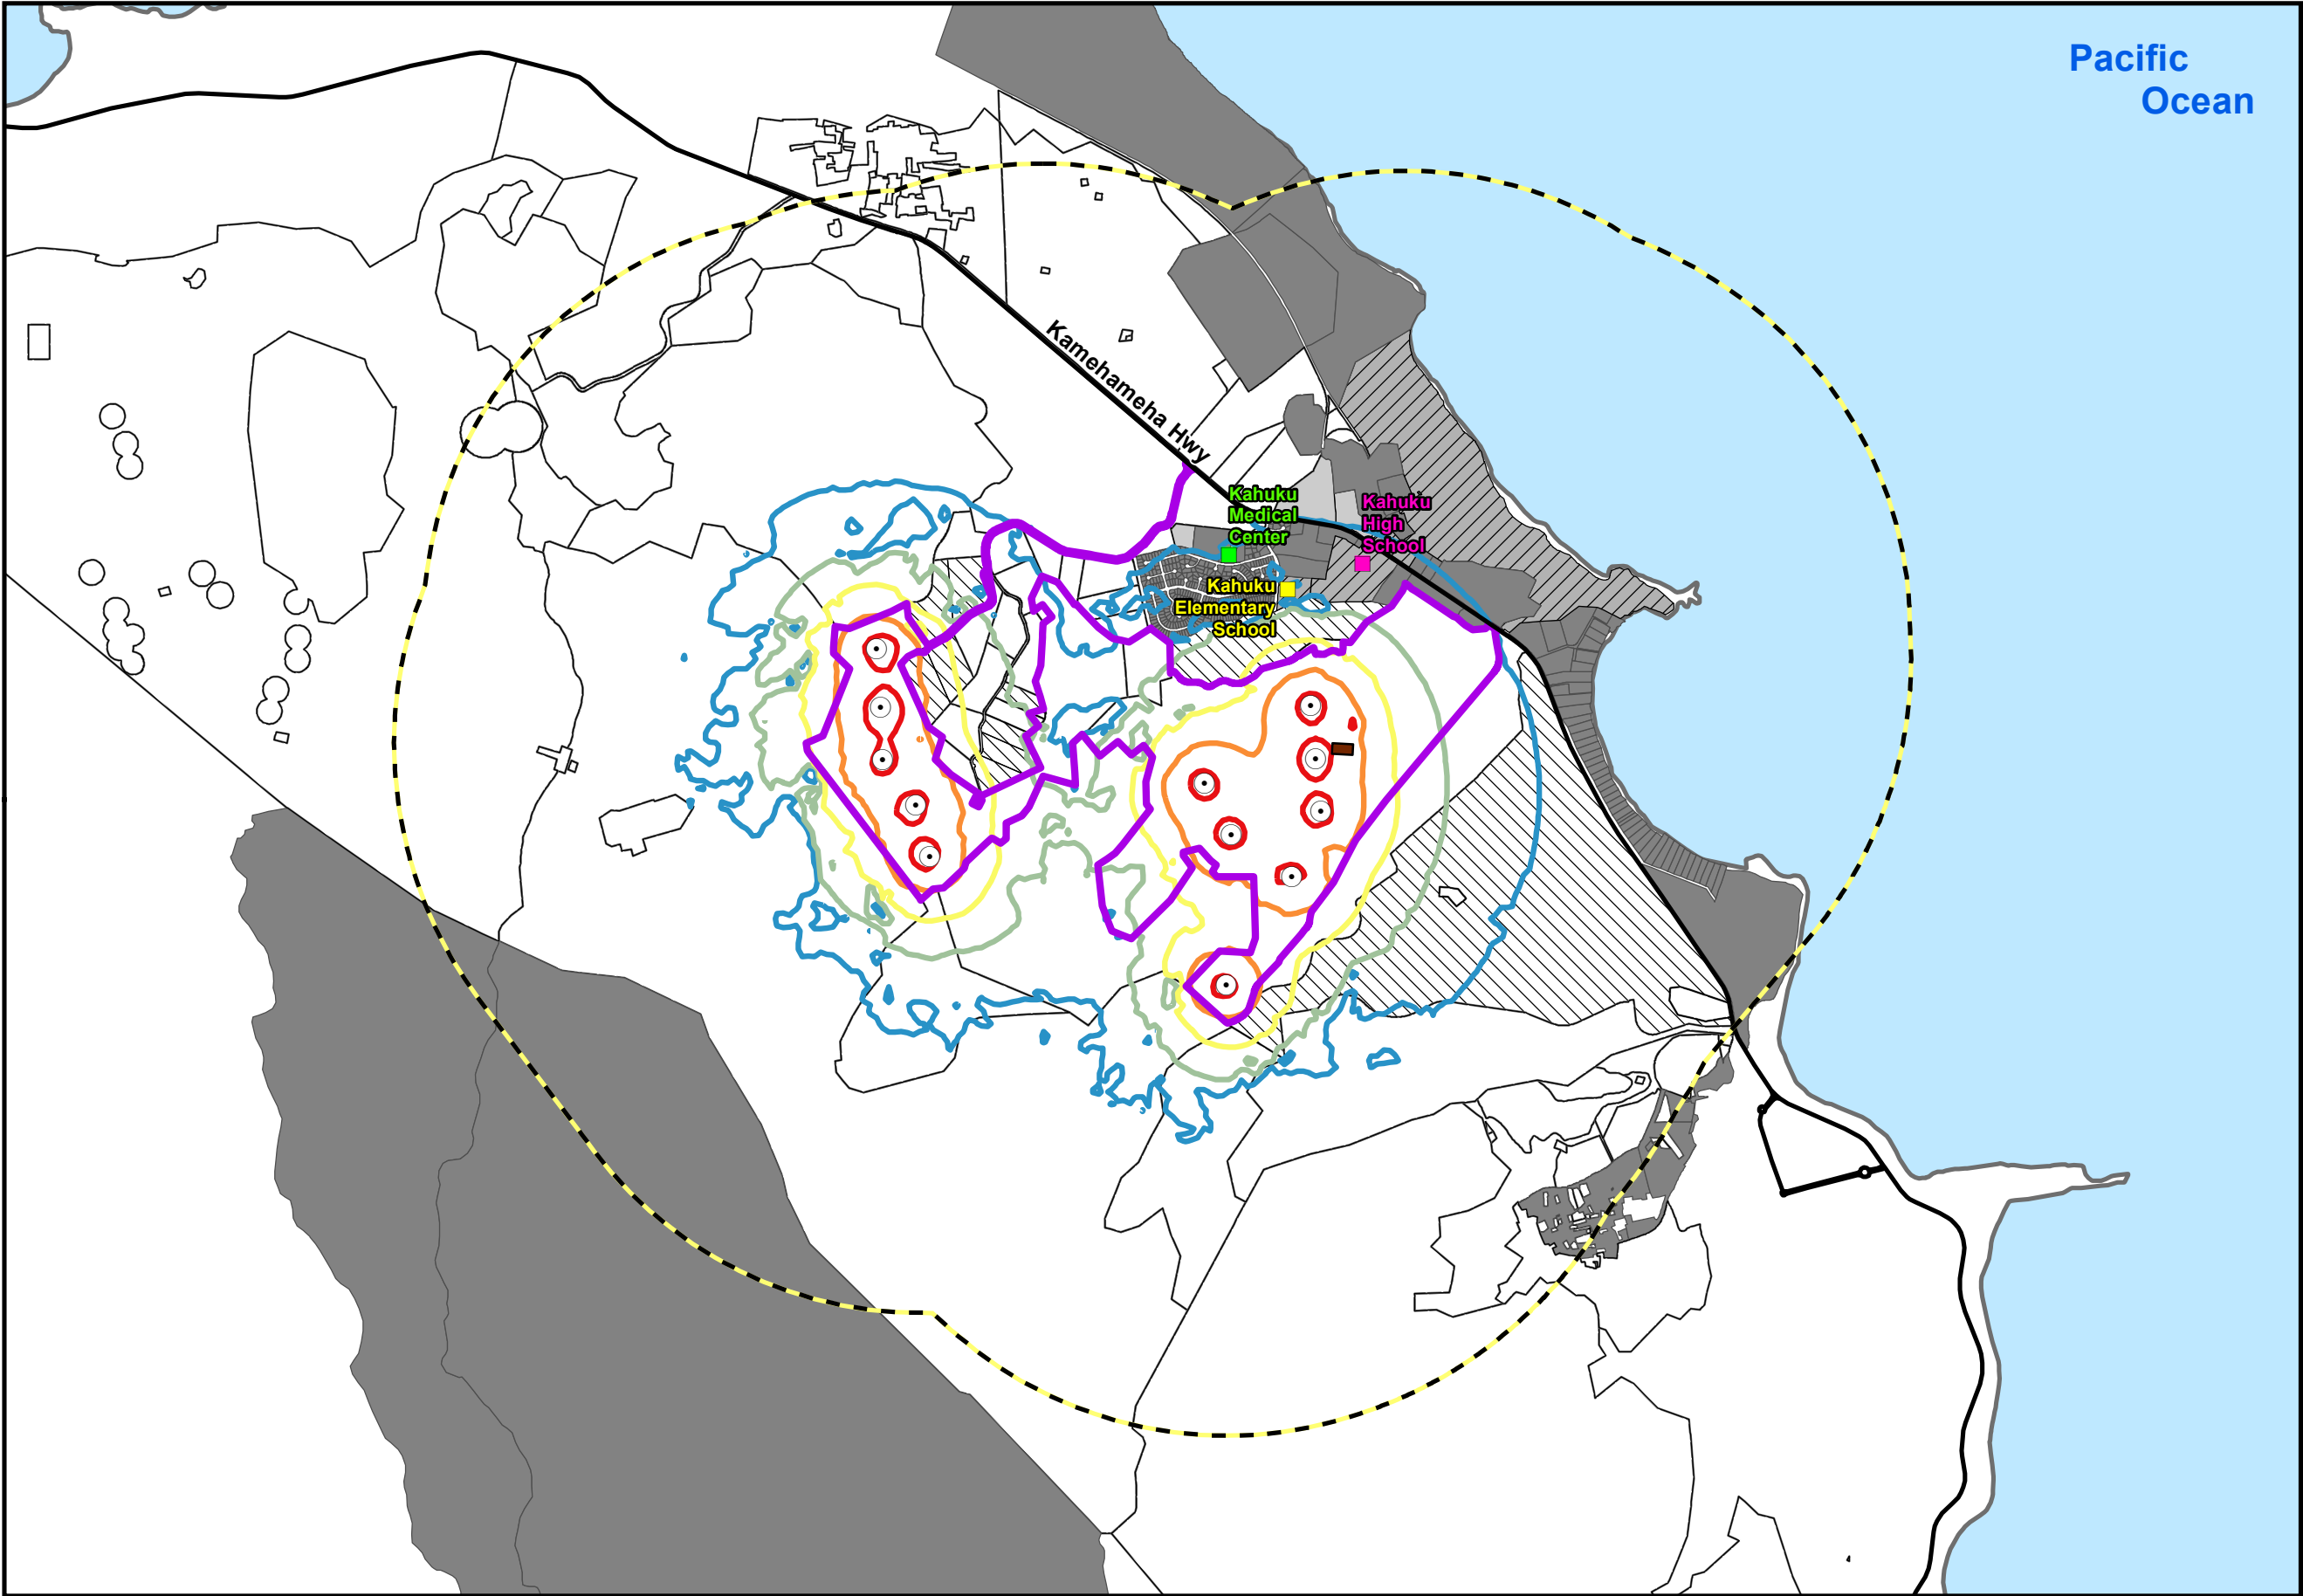 Pacific
Ocean
Kamehameha Hwy
Kahuku
Medical
Center
Kahuku
High
School
Kahuku
Elementary
School